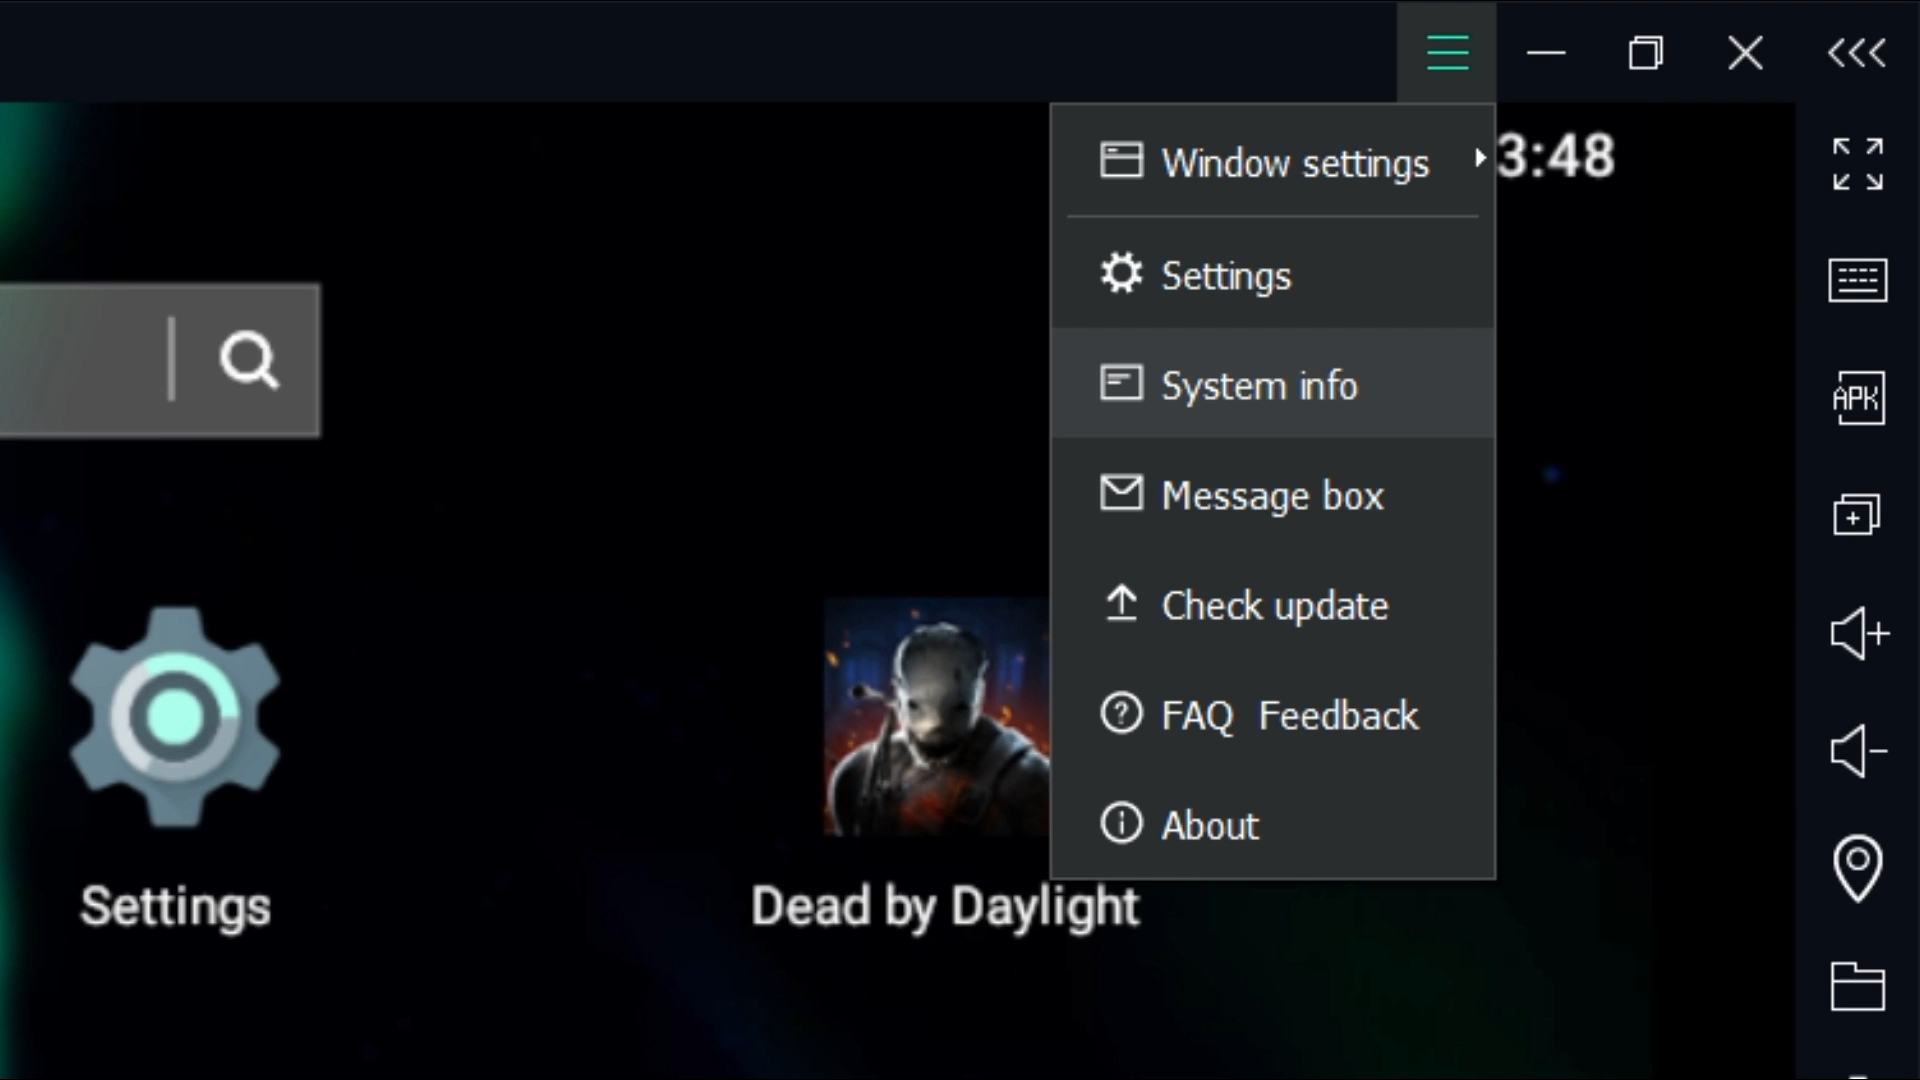 Window settings
3:48
Settings
System info
APK
Message box
Check update
FAQ Feedback
About
Settings
Dead by Daylight